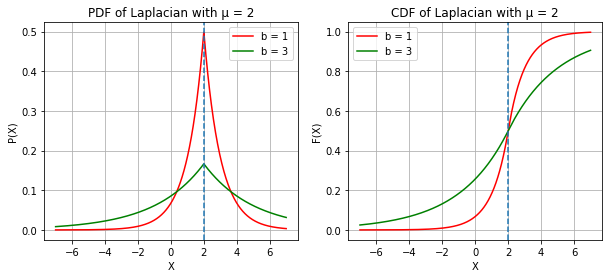 PDF of Laplacian with μ = 2
b = 1
b = 3
0.5
0.4
0.3
0.2
0.1
0.0
P(X)
−6 −4 −2 0 2 4 6
X
CDF of Laplacian with μ = 2
b = 1
b = 3
1.0
0.8
0.6
0.4
0.2
0.0
F(X)
−6 −4 −2 0 2 4 6
X